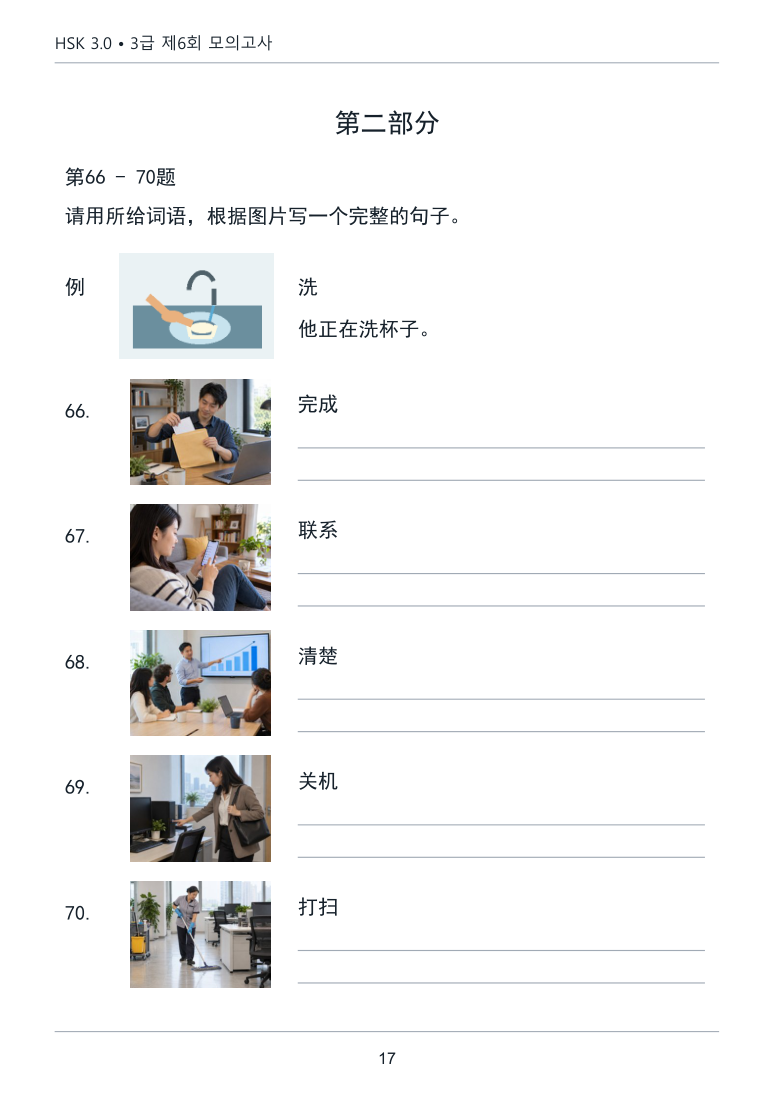 HSK 3.0 • 3급 제6회 모의고사
第二部分
第66 － 70题
请用所给词语，根据图片写一个完整的句子。
例
洗
他正在洗杯子。
66.
完成
67.
联系
68.
清楚
69.
关机
70.
打扫
17